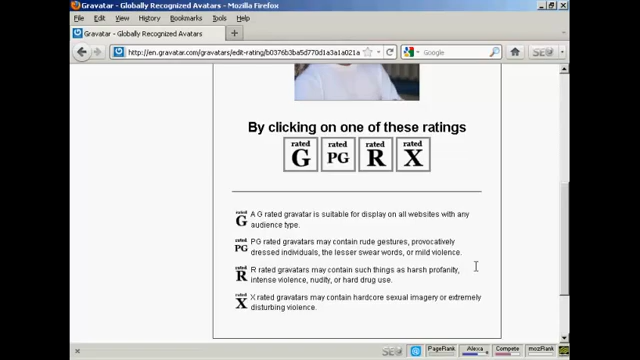 Gravatar - Globally Recognized Avatars - Mozilla Firefox
File Edit View History Bookmarks Tools Help
Gravatar - Globally Recognized Avatars
http://en.gravatar.com/gravatars/edit-rating/b0376b3ba5d770d1a3a1a021a
Google
By clicking on one of these ratings
rated G rated PG rated R rated X
rated G A G rated gravatar is suitable for display on all websites with any
audience type.
rated PG PG rated gravatars may contain rude gestures, provocatively
dressed individuals, the lesser swear words, or mild violence.
rated R R rated gravatars may contain such things as harsh profanity,
intense violence, nudity, or hard drug use.
rated X X rated gravatars may contain hardcore sexual imagery or extremely
disturbing violence.
SEO PageRank Alexa Compete mozRank